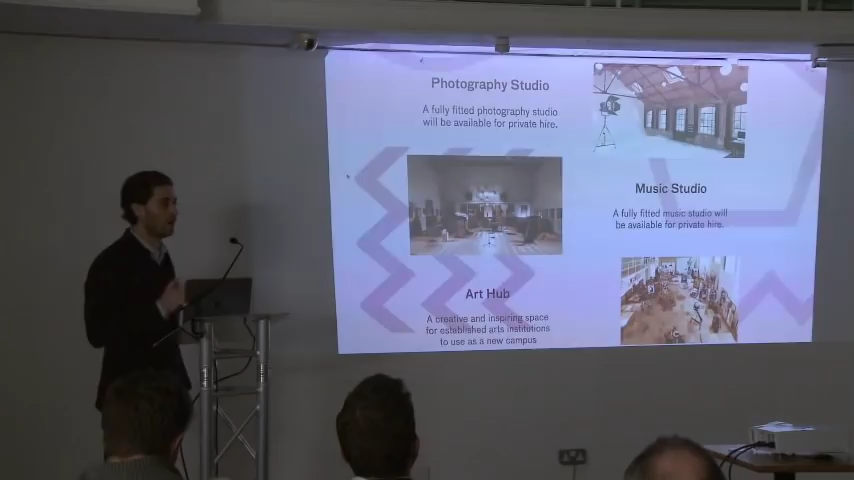 Photography Studio
A fully fitted photography studio
will be available for private hire.
Music Studio
A fully fitted music studio will
be available for private hire.
Art Hub
A creative and inspiring space
for established arts institutions
to use as a new campus